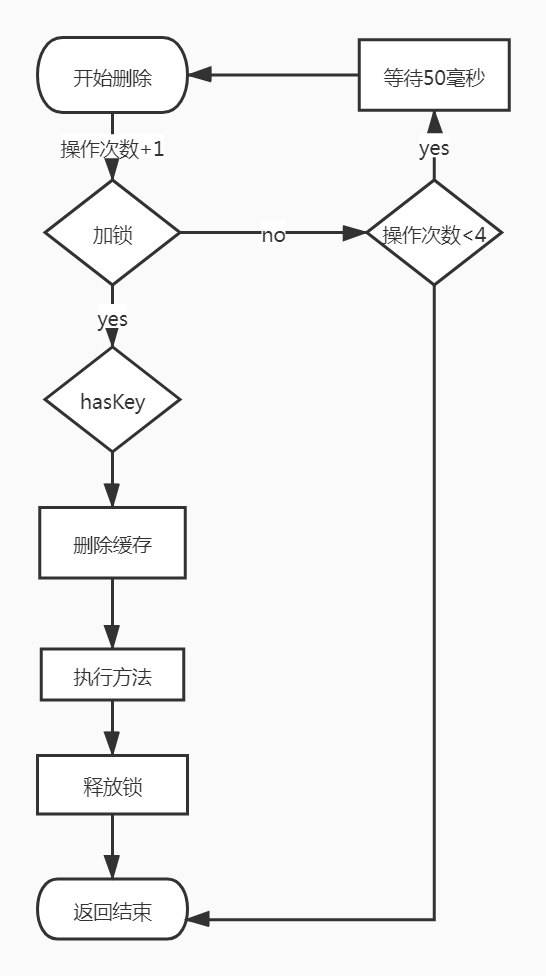 开始删除
等待50毫秒
操作次数+1
yes
加锁
no
操作次数<4
yes
hasKey
删除缓存
执行方法
释放锁
返回结束